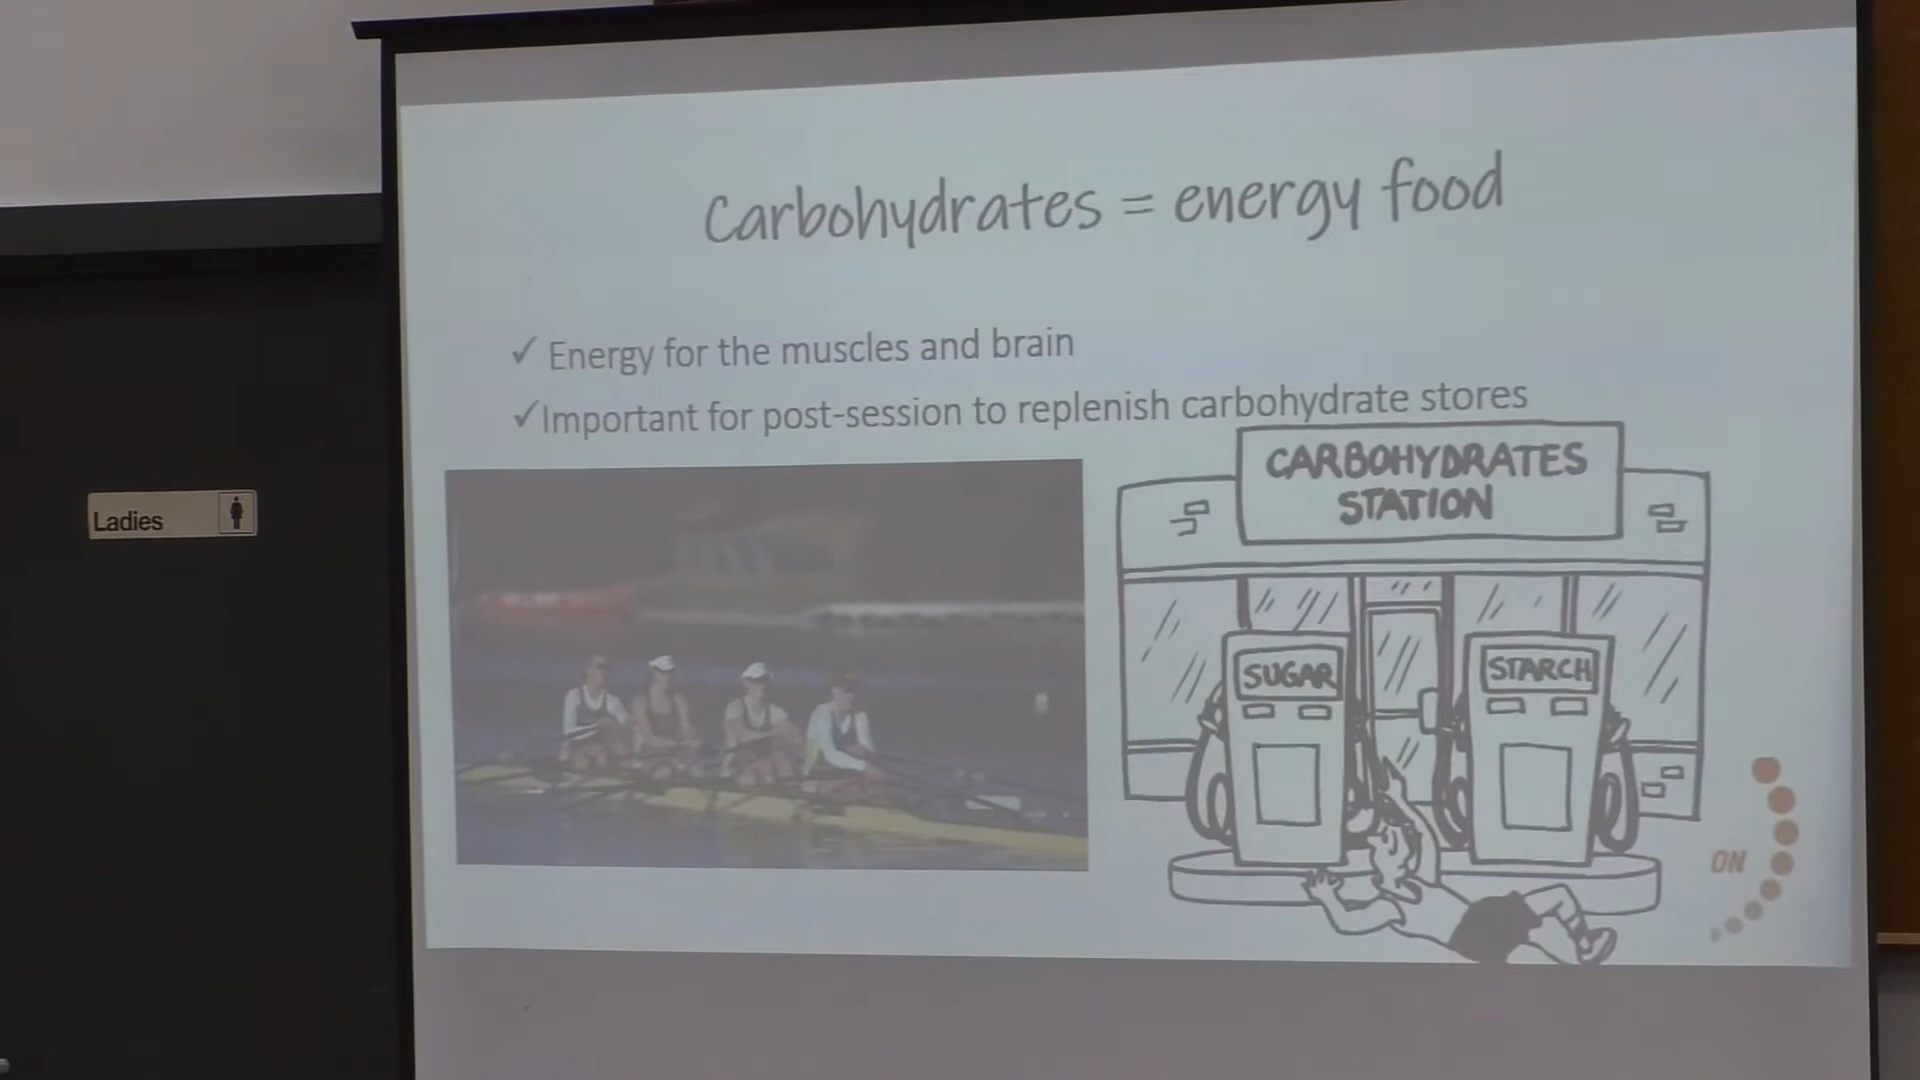 Carbohydrates = energy food
✓ Energy for the muscles and brain
✓Important for post-session to replenish carbohydrate stores
Ladies
CARBOHYDRATES
STATION
SUGAR
STARCH
ON